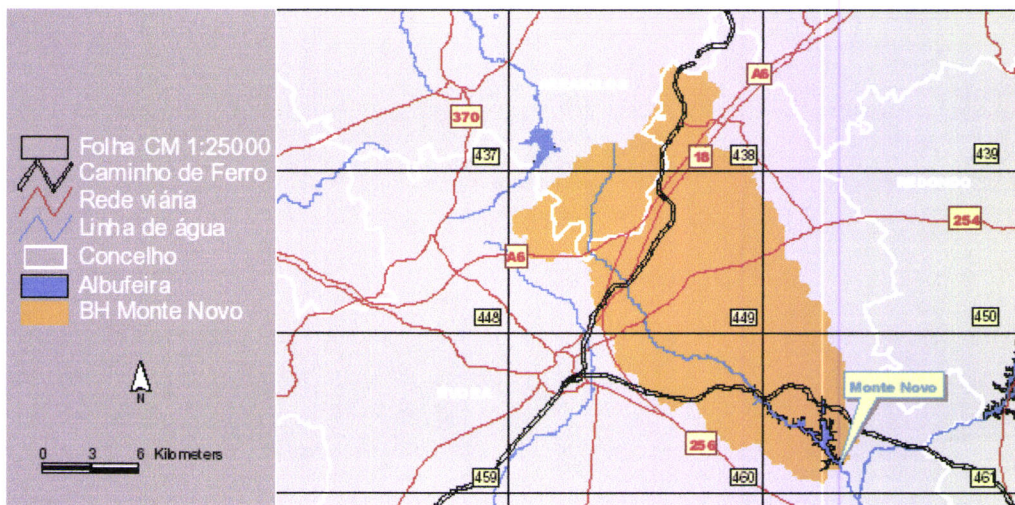 Folha CM 1:25000
Caminho de Ferro
Rede viária
Linha de água
Concelho
Albufeira
BH Monte Novo
N
0 3 6 Kilometers
A6
370
437
18
438
439
REDONDO
254
A6
448
449
450
Monte Novo
256
459
460
461